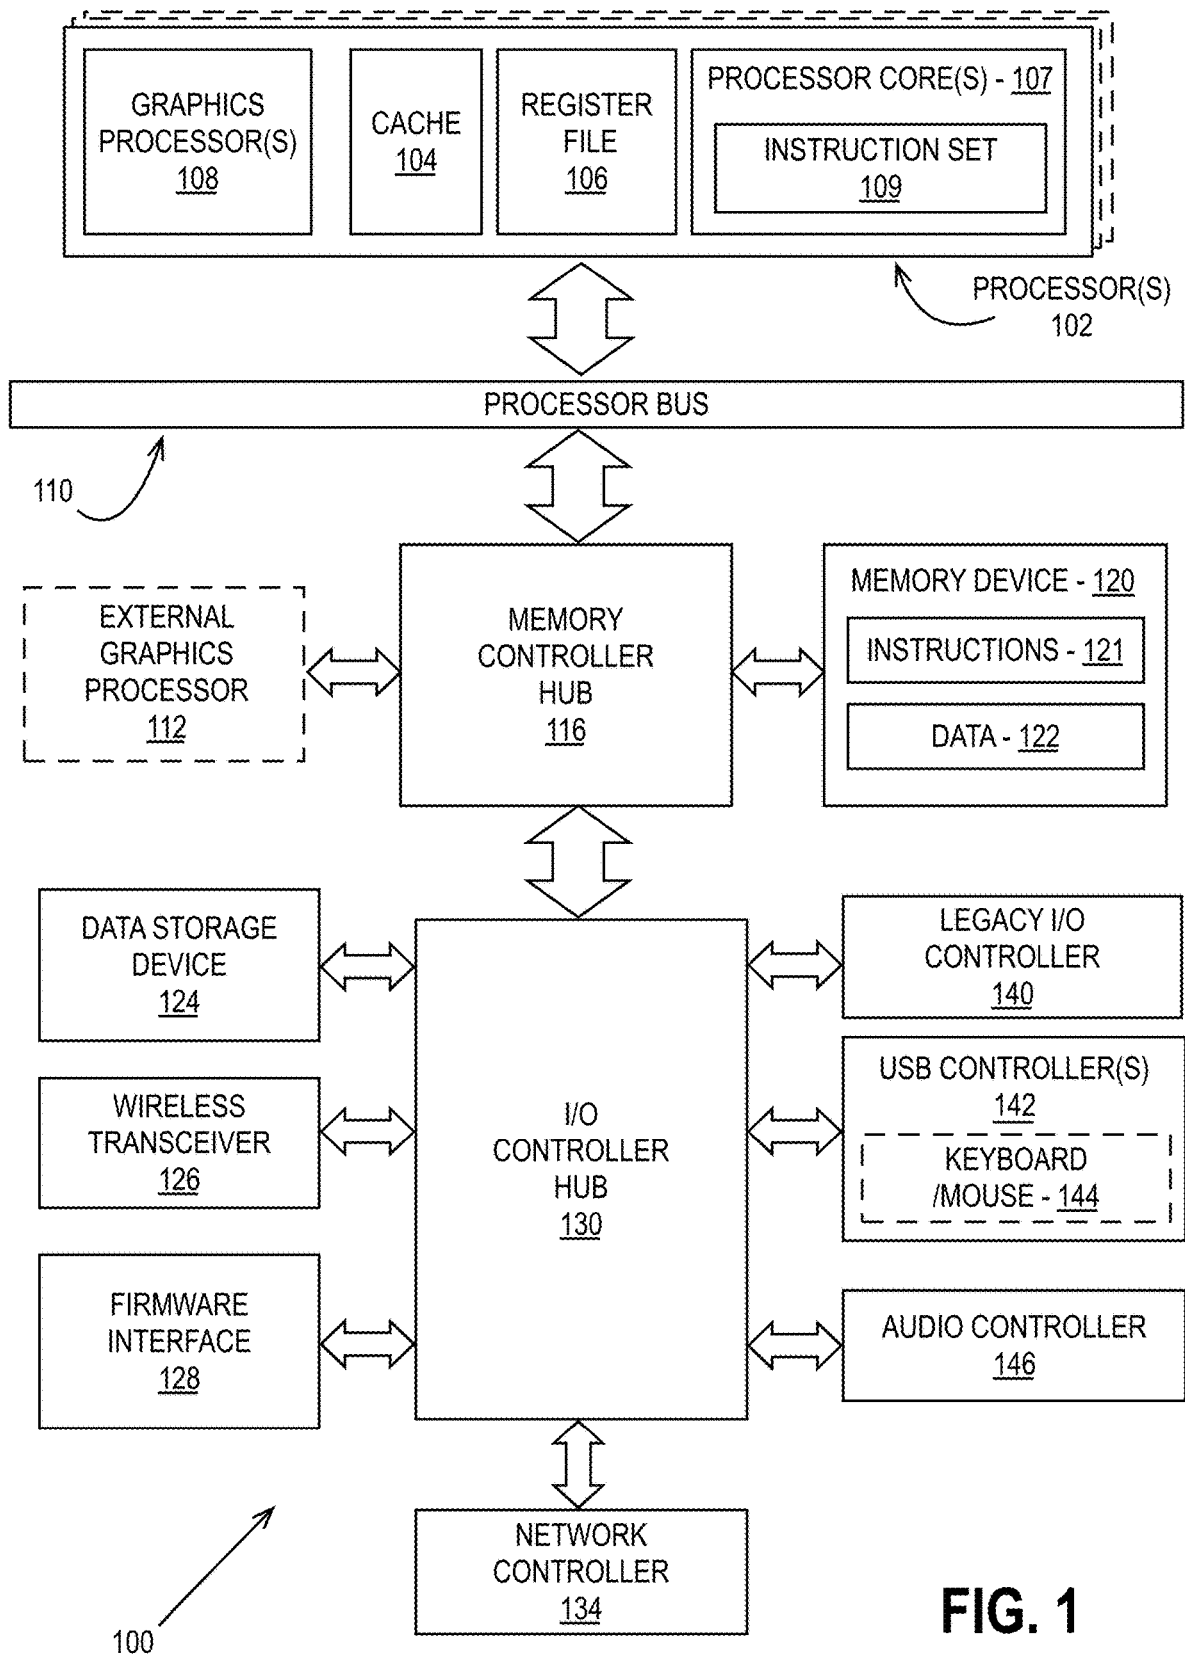 GRAPHICS
PROCESSOR(S)
108
CACHE
104
REGISTER
FILE
106
PROCESSOR CORE(S) - 107
INSTRUCTION SET
109
PROCESSOR(S)
102
PROCESSOR BUS
110
EXTERNAL
GRAPHICS
PROCESSOR
112
MEMORY
CONTROLLER
HUB
116
MEMORY DEVICE - 120
INSTRUCTIONS - 121
DATA - 122
DATA STORAGE
DEVICE
124
WIRELESS
TRANSCEIVER
126
FIRMWARE
INTERFACE
128
I/O
CONTROLLER
HUB
130
LEGACY I/O
CONTROLLER
140
USB CONTROLLER(S)
142
KEYBOARD
/MOUSE - 144
AUDIO CONTROLLER
146
NETWORK
CONTROLLER
134
100
FIG. 1